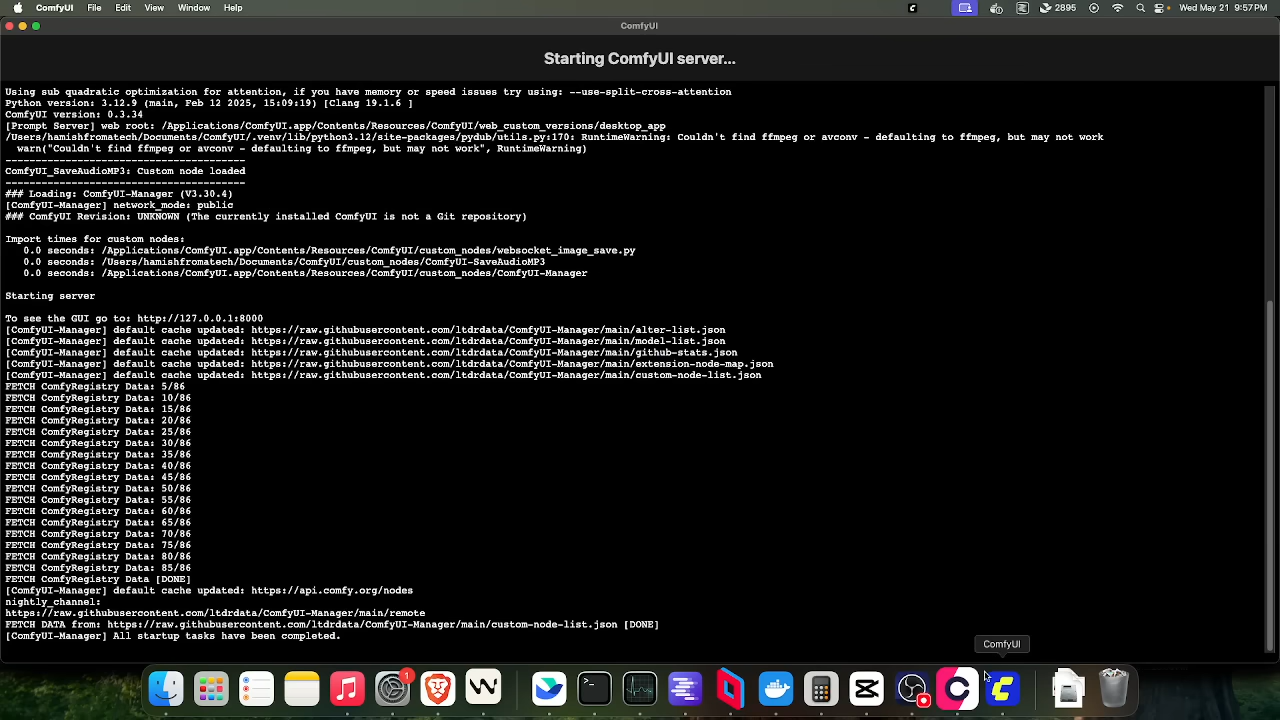 ComfyUI File Edit View Window Help
2895 Wed May 21 9:57 PM
ComfyUI
Starting ComfyUI server...
Using sub quadratic optimization for attention, if you have memory or speed issues try using: --use-split-cross-attention
Python version: 3.12.9 (main, Feb 12 2025, 15:09:19) [Clang 19.1.6 ]
ComfyUI version: 0.3.34
[Prompt Server] web root: /Applications/ComfyUI.app/Contents/Resources/ComfyUI/web_custom_versions/desktop_app
/Users/hamishfromatech/Documents/ComfyUI/.venv/lib/python3.12/site-packages/pydub/utils.py:170: RuntimeWarning: Couldn't find ffmpeg or avconv - defaulting to ffmpeg, but may not work
warn("Couldn't find ffmpeg or avconv - defaulting to ffmpeg, but may not work", RuntimeWarning)
----------------------------------------
ComfyUI_SaveAudioMP3: Custom node loaded
----------------------------------------
### Loading: ComfyUI-Manager (V3.30.4)
[ComfyUI-Manager] network_mode: public
### ComfyUI Revision: UNKNOWN (The currently installed ComfyUI is not a Git repository)
Import times for custom nodes:
0.0 seconds: /Applications/ComfyUI.app/Contents/Resources/ComfyUI/custom_nodes/websocket_image_save.py
0.0 seconds: /Users/hamishfromatech/Documents/ComfyUI/custom_nodes/ComfyUI-SaveAudioMP3
0.0 seconds: /Applications/ComfyUI.app/Contents/Resources/ComfyUI/custom_nodes/ComfyUI-Manager
Starting server
To see the GUI go to: http://127.0.0.1:8000
[ComfyUI-Manager] default cache updated: https://raw.githubusercontent.com/ltdrdata/ComfyUI-Manager/main/alter-list.json
[ComfyUI-Manager] default cache updated: https://raw.githubusercontent.com/ltdrdata/ComfyUI-Manager/main/model-list.json
[ComfyUI-Manager] default cache updated: https://raw.githubusercontent.com/ltdrdata/ComfyUI-Manager/main/github-stats.json
[ComfyUI-Manager] default cache updated: https://raw.githubusercontent.com/ltdrdata/ComfyUI-Manager/main/extension-node-map.json
[ComfyUI-Manager] default cache updated: https://raw.githubusercontent.com/ltdrdata/ComfyUI-Manager/main/custom-node-list.json
FETCH ComfyRegistry Data: 5/86
FETCH ComfyRegistry Data: 10/86
FETCH ComfyRegistry Data: 15/86
FETCH ComfyRegistry Data: 20/86
FETCH ComfyRegistry Data: 25/86
FETCH ComfyRegistry Data: 30/86
FETCH ComfyRegistry Data: 35/86
FETCH ComfyRegistry Data: 40/86
FETCH ComfyRegistry Data: 45/86
FETCH ComfyRegistry Data: 50/86
FETCH ComfyRegistry Data: 55/86
FETCH ComfyRegistry Data: 60/86
FETCH ComfyRegistry Data: 65/86
FETCH ComfyRegistry Data: 70/86
FETCH ComfyRegistry Data: 75/86
FETCH ComfyRegistry Data: 80/86
FETCH ComfyRegistry Data: 85/86
FETCH ComfyRegistry Data [DONE]
[ComfyUI-Manager] default cache updated: https://api.comfy.org/nodes
nightly_channel:
https://raw.githubusercontent.com/ltdrdata/ComfyUI-Manager/main/remote
FETCH DATA from: https://raw.githubusercontent.com/ltdrdata/ComfyUI-Manager/main/custom-node-list.json [DONE]
[ComfyUI-Manager] All startup tasks have been completed.
ComfyUI
1